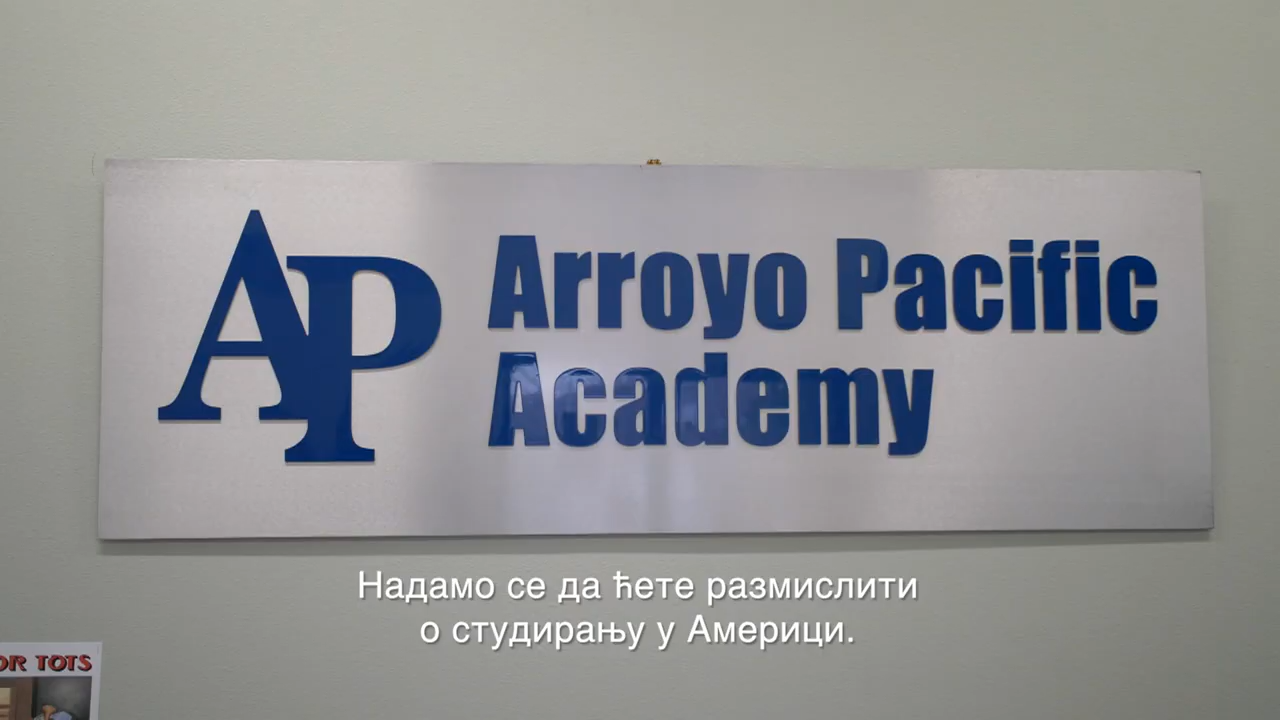 AP
Arroyo Pacific
Academy
Надамо се да ћете размислити
о студирању у Америци.
OR TOTS